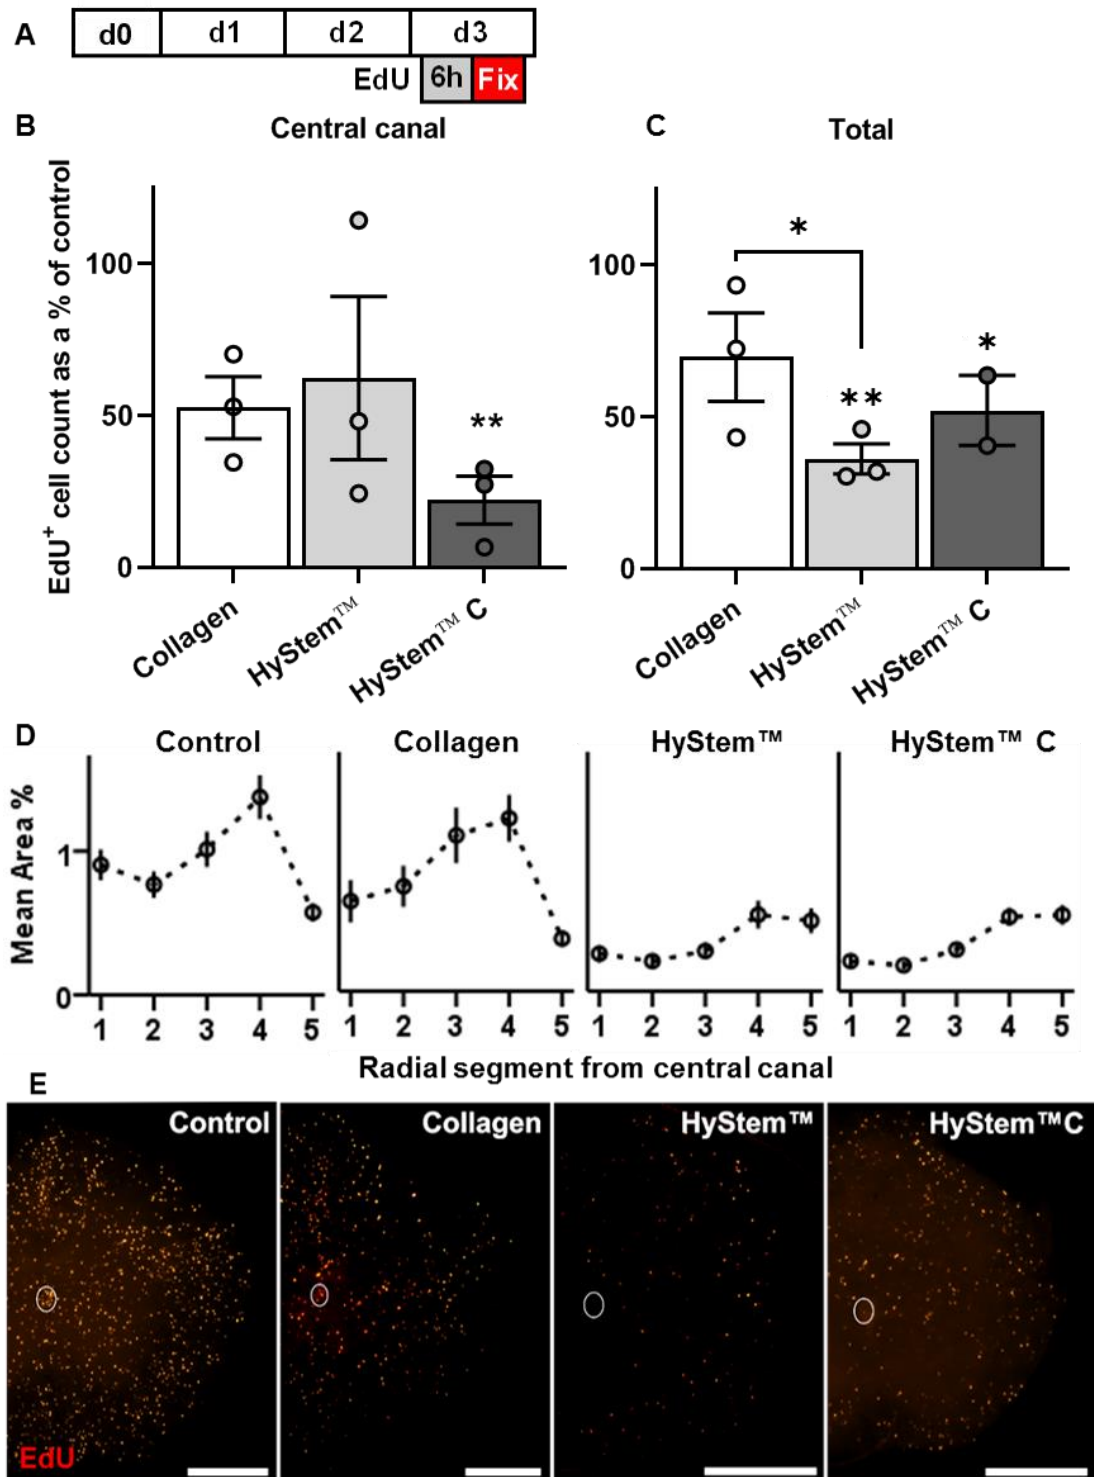 A
d0 d1 d2 d3
EdU 6h Fix
B Central canal
C Total
EdU⁺ cell count as a % of control
100
50
0
**
Collagen HyStem™ HyStem™ C
*
100
50
0
**
*
Collagen HyStem™ HyStem™ C
D
Control Collagen HyStem™ HyStem™ C
Mean Area %
1
0
1 2 3 4 5 1 2 3 4 5 1 2 3 4 5 1 2 3 4 5
Radial segment from central canal
E
Control Collagen HyStem™ HyStem™C
EdU